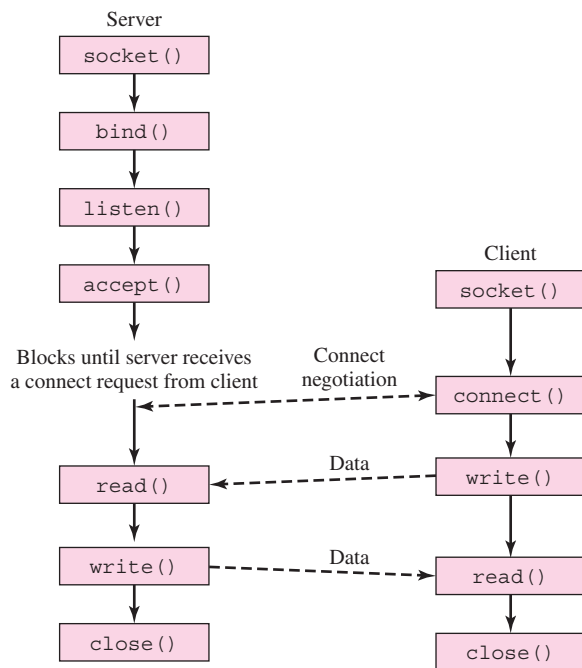 Server
socket()
bind()
listen()
accept()
Blocks until server receives
a connect request from client
read()
write()
close()
Connect
negotiation
Data
Data
Client
socket()
connect()
write()
read()
close()